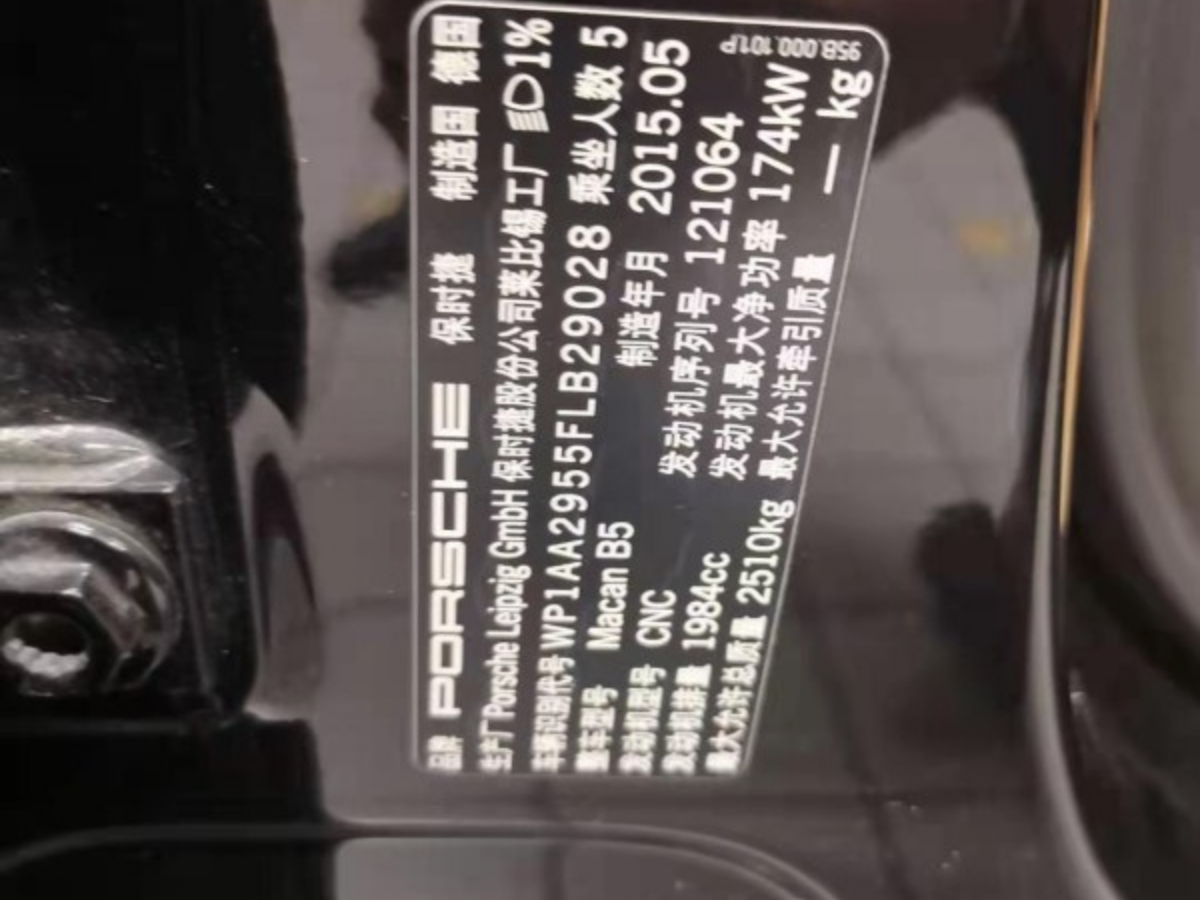 品牌 PORSCHE 保时捷 制造国 德国
生产厂 Porsche Leipzig GmbH 保时捷股份公司莱比锡工厂 1%
车辆识别代号 WP1AA2955FLB29028 乘坐人数 5
整车型号 Macan B5 制造年月 2015.05
发动机型号 CNC 发动机序列号 121064
发动机排量 1984cc 发动机最大净功率 174kW
最大允许总质量 2510kg 最大允许牵引质量 — kg
95B.000.101.P